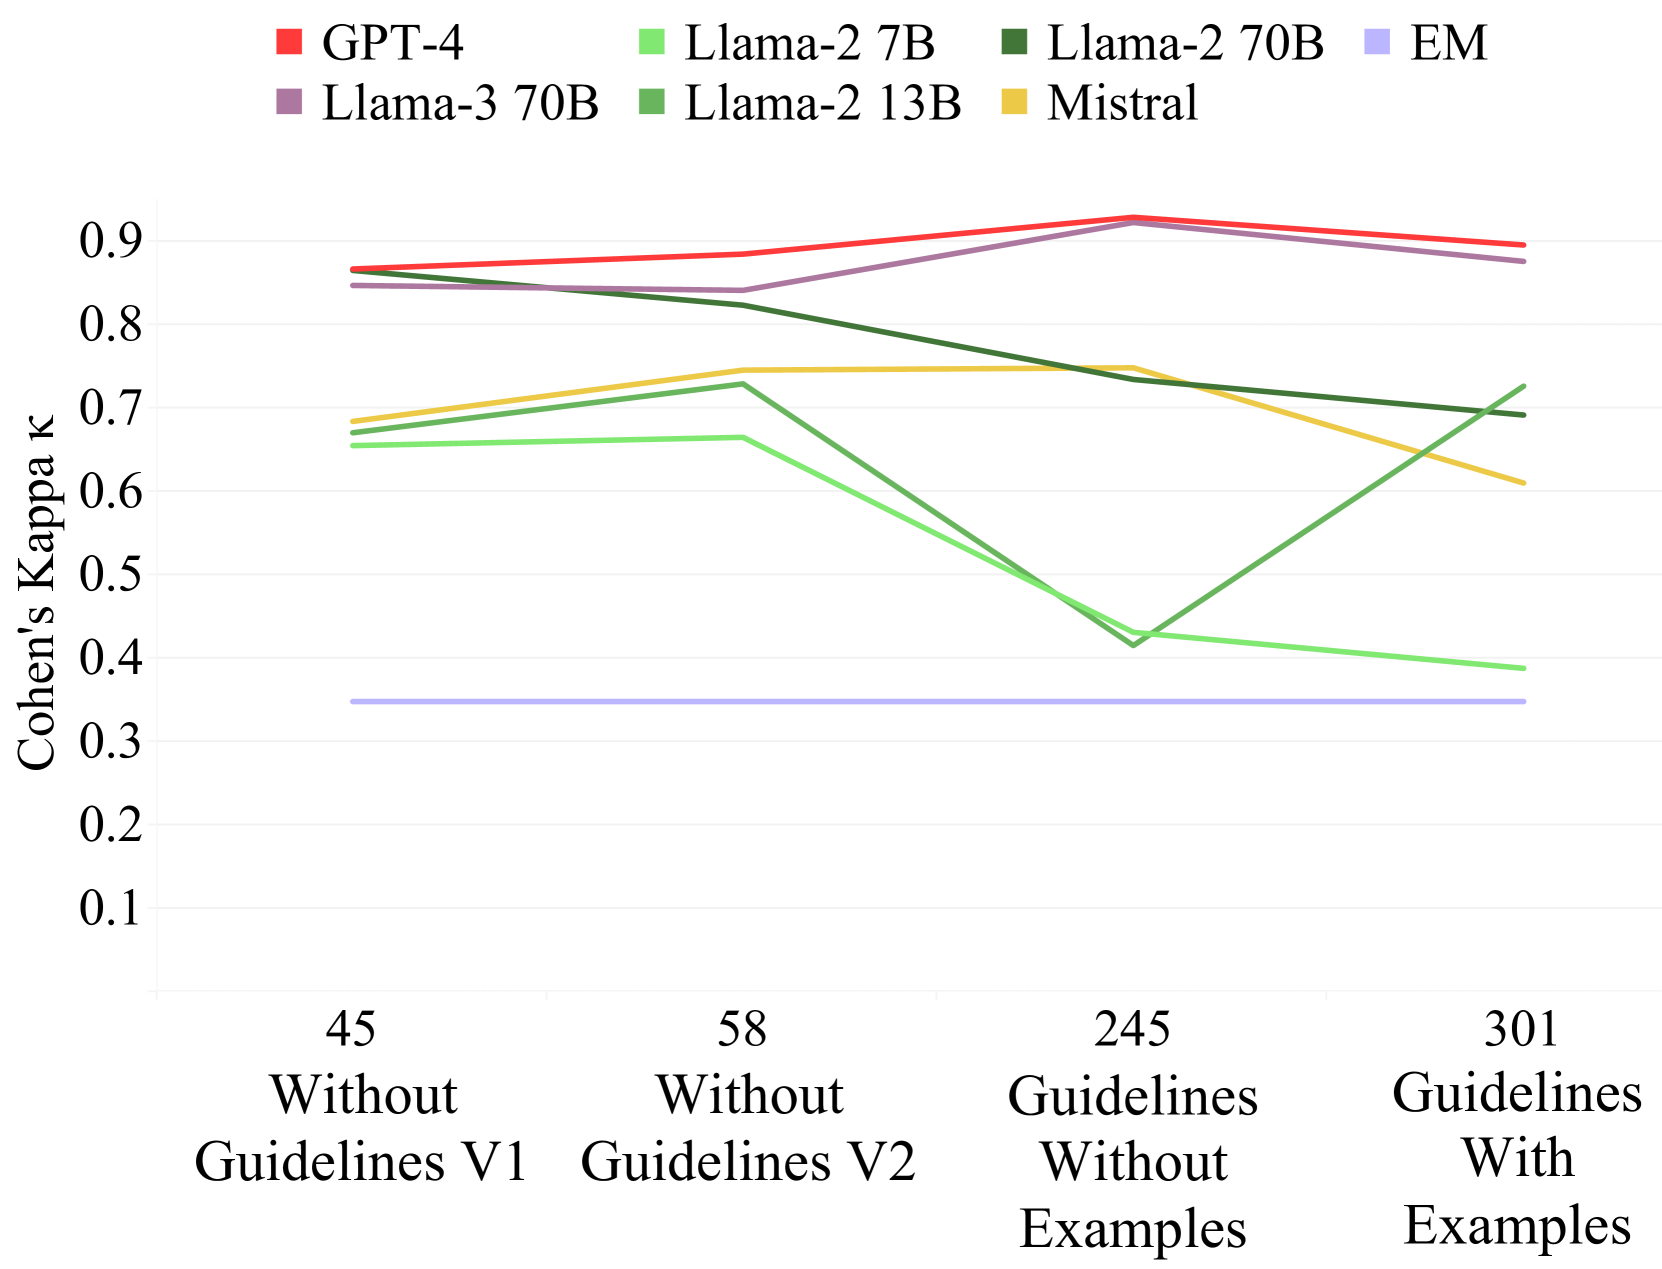 GPT-4
Llama-2 7B
Llama-2 70B
EM
Llama-3 70B
Llama-2 13B
Mistral
Cohen's Kappa κ
0.9
0.8
0.7
0.6
0.5
0.4
0.3
0.2
0.1
45
Without
Guidelines V1
58
Without
Guidelines V2
245
Guidelines
Without
Examples
301
Guidelines
With
Examples